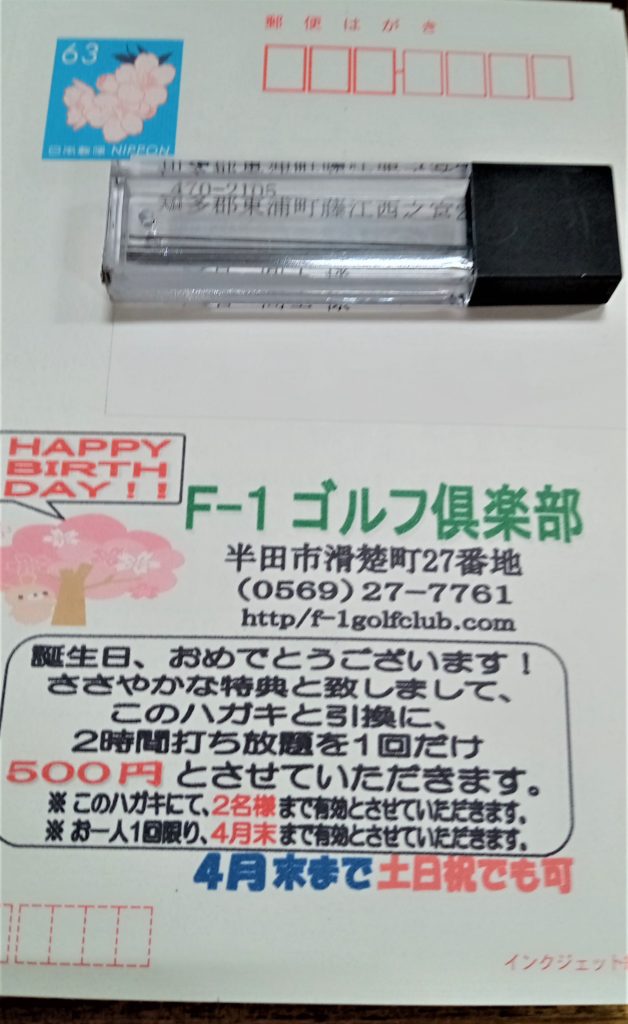 郵便はがき
63
日本郵便 NIPPON
470-2105
知多郡東浦町藤江西之宮
HAPPY
BIRTH
DAY!!
F-1 ゴルフ倶楽部
半田市滑楚町27番地
(0569)27-7761
http/f-1golfclub.com
誕生日、おめでとうございます!
ささやかな特典と致しまして、
このハガキと引換に、
2時間打ち放題を1回だけ
500円とさせていただきます。
※ このハガキにて、2名様まで有効とさせていただきます。
※ お一人1回限り、4月末まで有効とさせていただきます。
4月末まで土日祝でも可
インクジェット